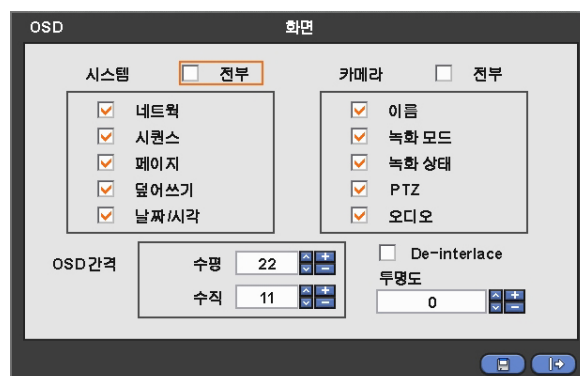 OSD 화면
시스템 전부 카메라 전부
네트웍 이름
시퀀스 녹화 모드
페이지 녹화 상태
덮어쓰기 PTZ
날짜/시각 오디오
OSD간격 수평 22 De-interlace
투명도
수직 11 0